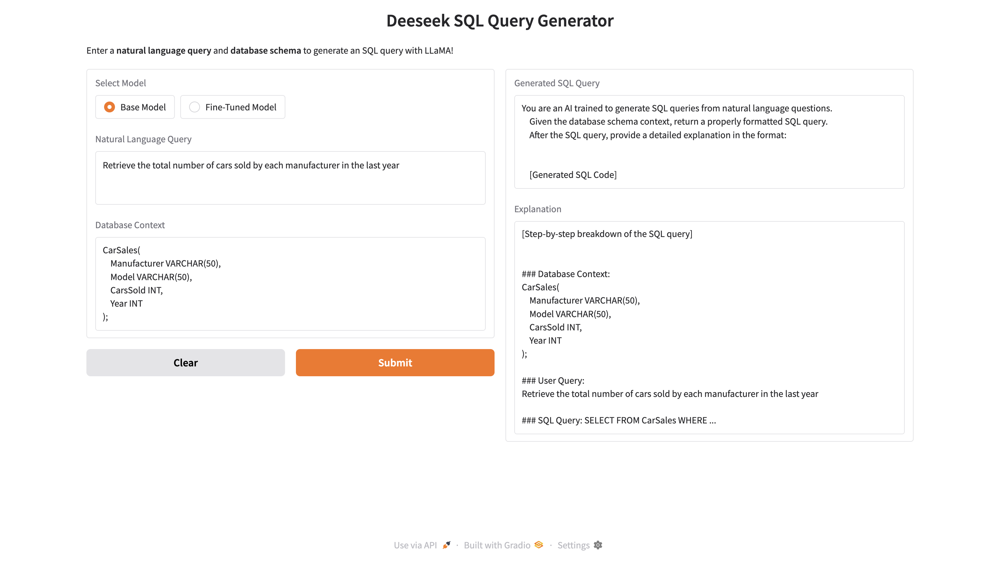 Deeseek SQL Query Generator
Enter a natural language query and database schema to generate an SQL query with LLaMA!
Select Model
Base Model
Fine-Tuned Model
Natural Language Query
Retrieve the total number of cars sold by each manufacturer in the last year
Database Context
CarSales(
Manufacturer VARCHAR(50),
Model VARCHAR(50),
CarsSold INT,
Year INT
);
Clear
Submit
Generated SQL Query
You are an AI trained to generate SQL queries from natural language questions.
Given the database schema context, return a properly formatted SQL query.
After the SQL query, provide a detailed explanation in the format:
[Generated SQL Code]
Explanation
[Step-by-step breakdown of the SQL query]
### Database Context:
CarSales(
Manufacturer VARCHAR(50),
Model VARCHAR(50),
CarsSold INT,
Year INT
);
### User Query:
Retrieve the total number of cars sold by each manufacturer in the last year
### SQL Query: SELECT FROM CarSales WHERE ...
Use via API · Built with Gradio · Settings